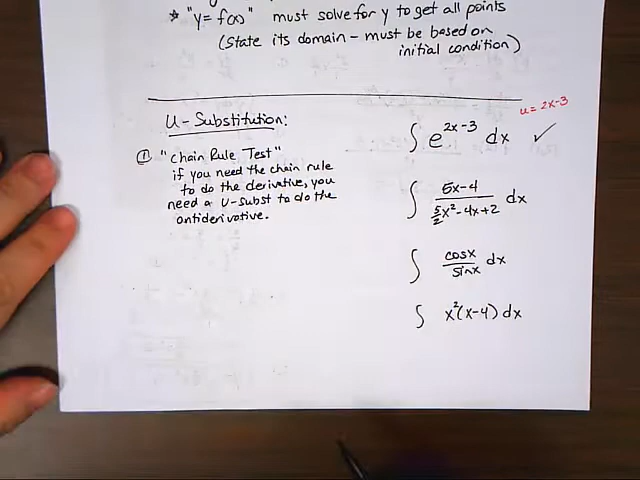 * "y = f(x)" must solve for y to get all points
(State its domain - must be based on
initial condition)
U-Substitution:
① "Chain Rule Test"
if you need the chain rule
to do the derivative, you
need a U-subst to do the
antiderivative.
u = 2x-3
∫ e^(2x-3) dx ✓
∫ (5x-4)/(5/2 x²-4x+2) dx
∫ cosx/sinx dx
∫ x²(x-4) dx